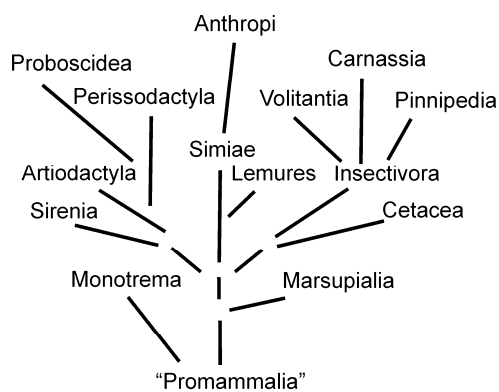 Anthropi
Carnassia
Proboscidea
Perissodactyla
Volitantia
Pinnipedia
Simiae
Artiodactyla
Lemures
Insectivora
Sirenia
Cetacea
Monotrema
Marsupialia
“Promammalia”